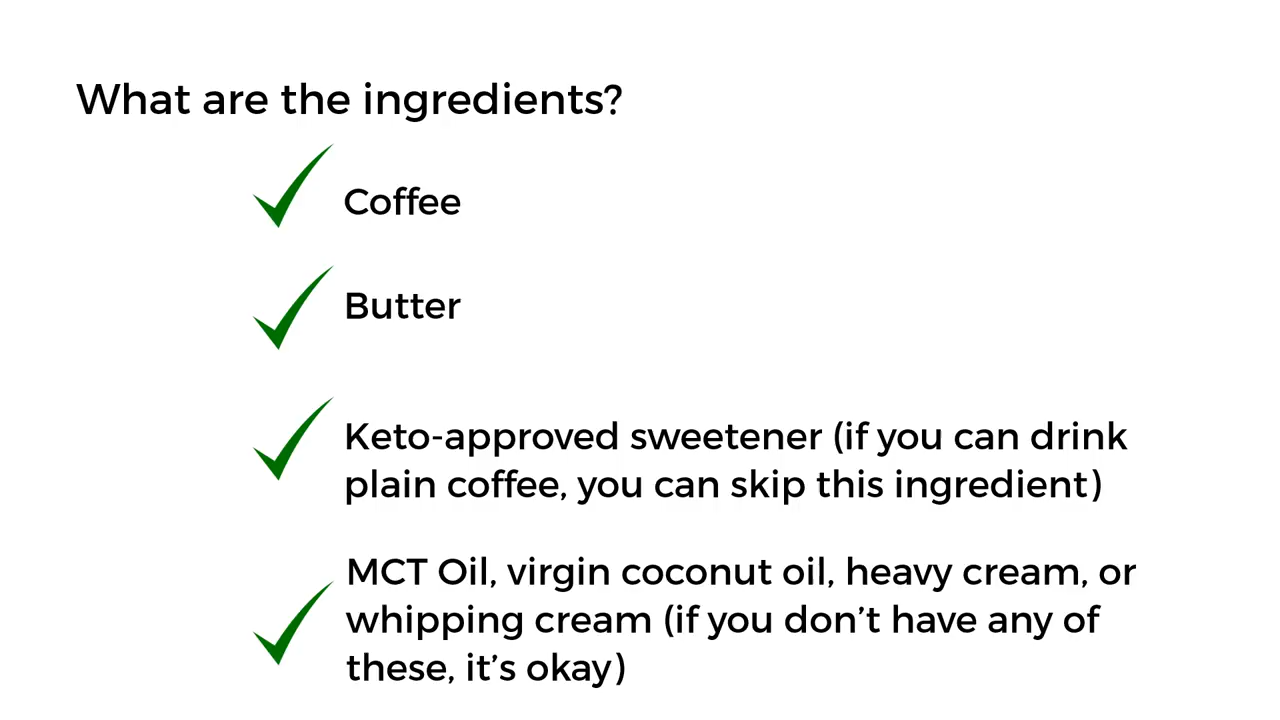 What are the ingredients?
Coffee
Butter
Keto-approved sweetener (if you can drink
plain coffee, you can skip this ingredient)
MCT Oil, virgin coconut oil, heavy cream, or
whipping cream (if you don’t have any of
these, it’s okay)